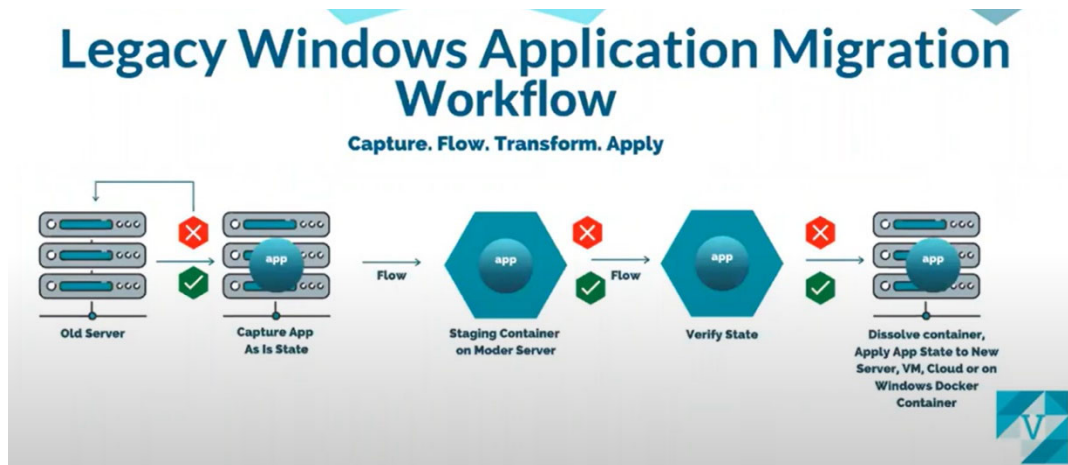 Legacy Windows Application Migration
Workflow
Capture. Flow. Transform. Apply
app
Flow
app
Flow
app
app
Old Server
Capture App
As Is State
Staging Container
on Moder Server
Verify State
Dissolve container,
Apply App State to New
Server, VM, Cloud or on
Windows Docker
Container
V